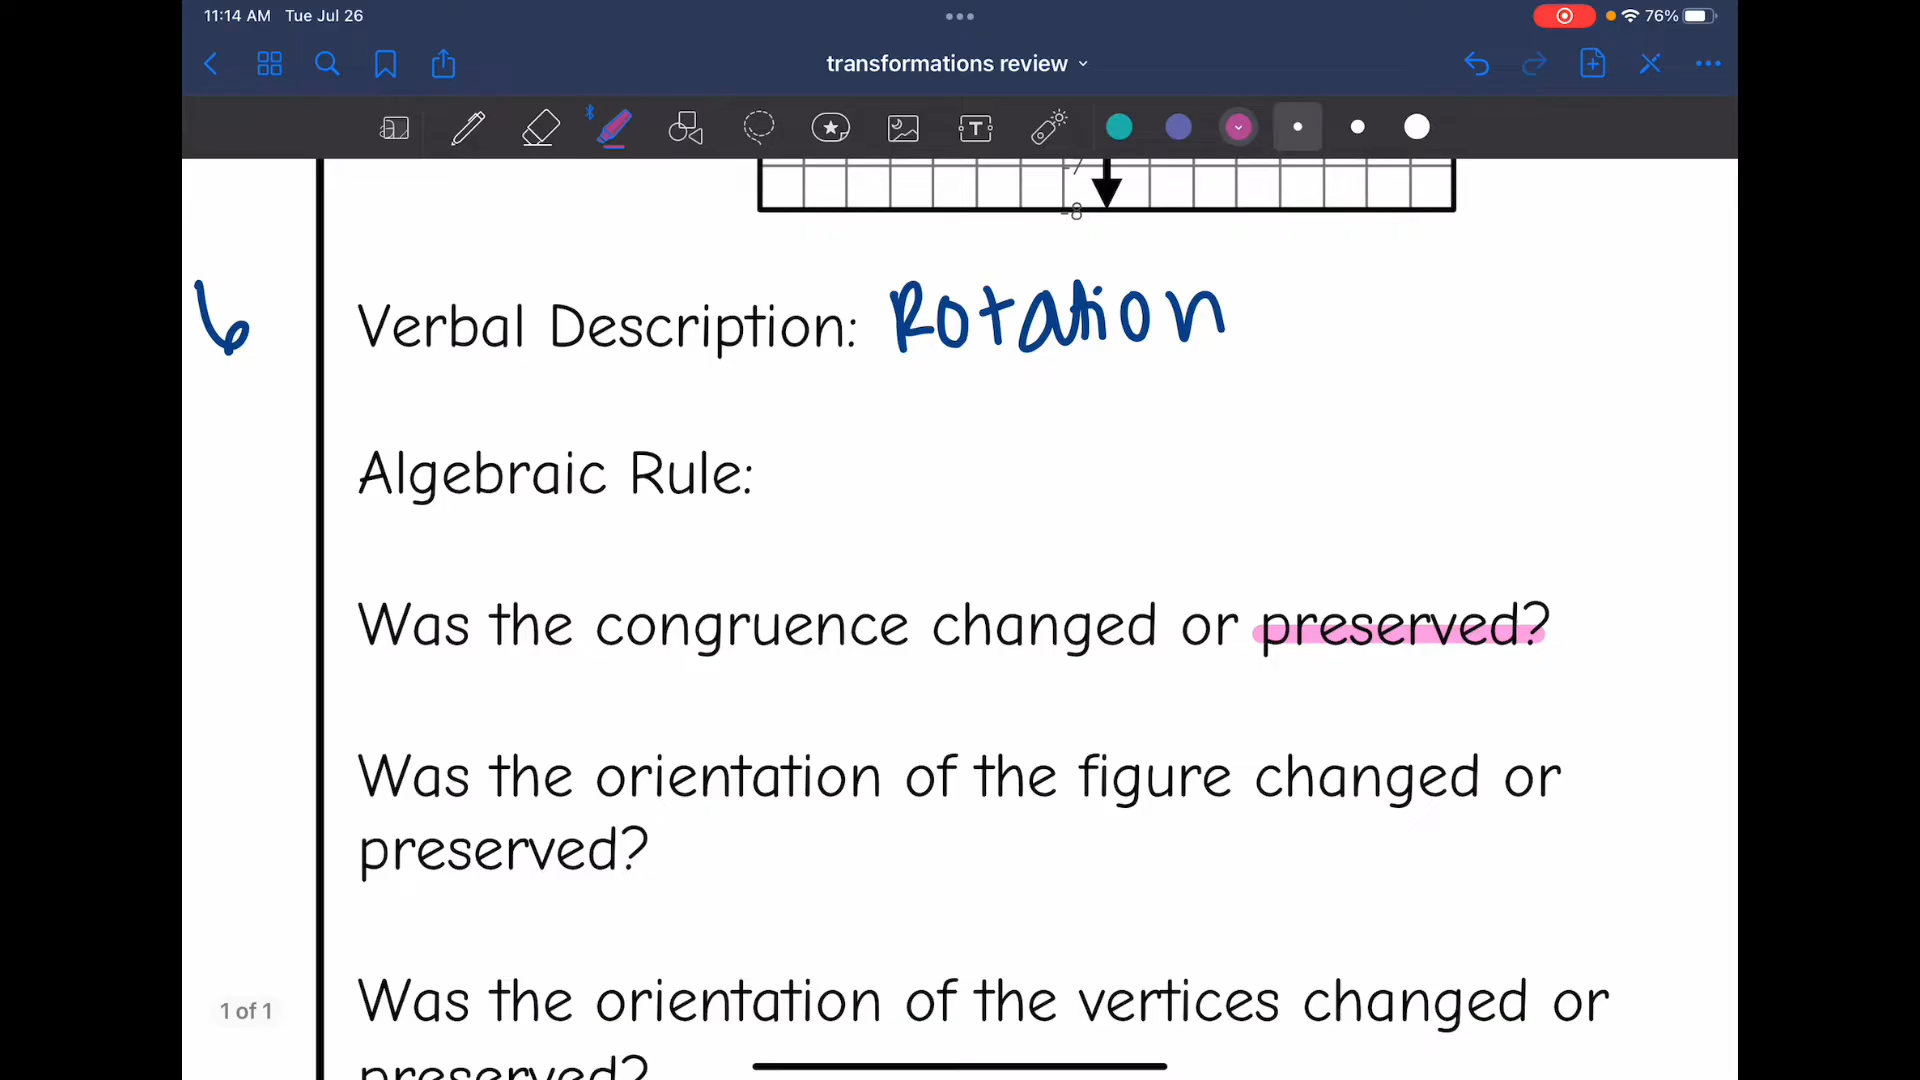 11:14 AM Tue Jul 26
76%
transformations review
T
-7
-8
6
Verbal Description: Rotation
Algebraic Rule:
Was the congruence changed or preserved?
Was the orientation of the figure changed or
preserved?
Was the orientation of the vertices changed or
preserved?
1 of 1